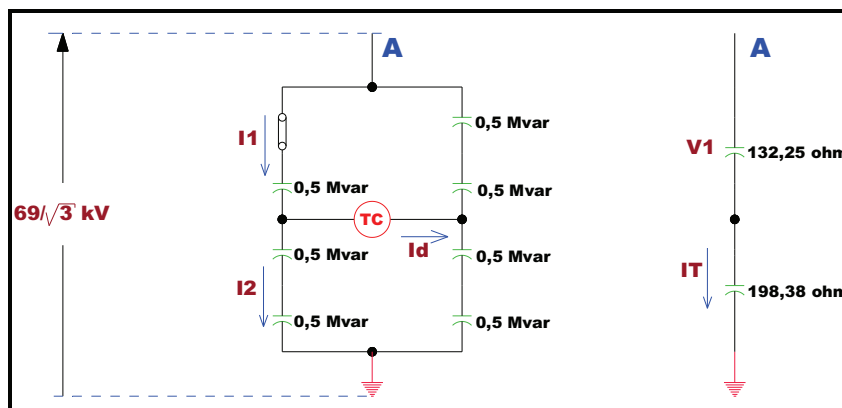 A
A
0,5 Mvar
I1
V1
132,25 ohm
0,5 Mvar
0,5 Mvar
69/√3 kV
TC
Id
0,5 Mvar
0,5 Mvar
I2
IT
198,38 ohm
0,5 Mvar
0,5 Mvar